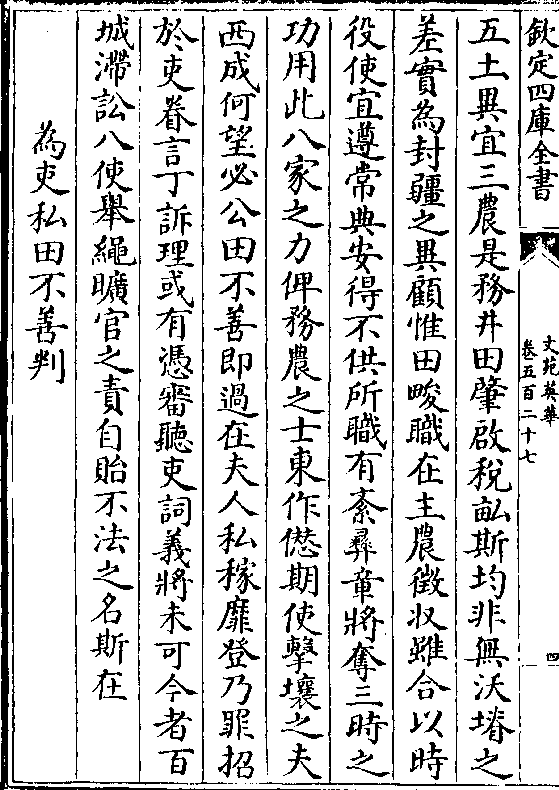 欽定四庫全書
文苑英華
卷五百二十七
四
五土異宜三農是務井田肇啟稅畝斯均非無沃塉之
差實為封疆之異顧惟田畯職在主農徵收雖合以時
役使宜遵常典安得不供所職有紊彞章將奪三時之
功用此八家之力俾務農之士東作愆期使擊壤之夫
西成何望必公田不善即過在夫人私稼靡登乃罪招
於吏眷言丁訴理或有憑審聽吏詞義將未可今者百
城滯訟八使舉繩曠官之責自貽不法之名斯在
為吏私田不善判